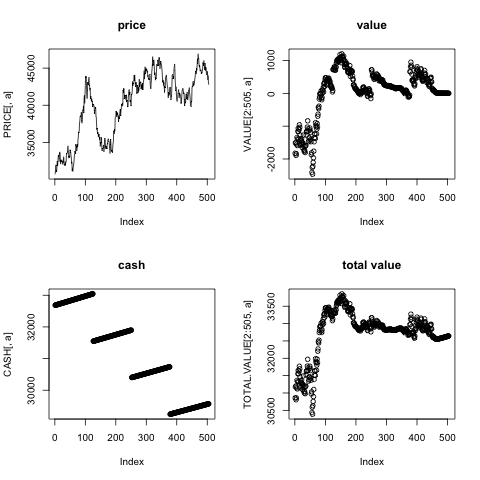 price
PRICE[, a]
35000 40000 45000
0 100 200 300 400 500
Index
value
VALUE[2:505, a]
-2000 0 1000
0 100 200 300 400 500
Index
cash
CASH[, a]
30000 32000
0 100 200 300 400 500
Index
total value
TOTAL.VALUE[2:505, a]
30500 32000 33500
0 100 200 300 400 500
Index